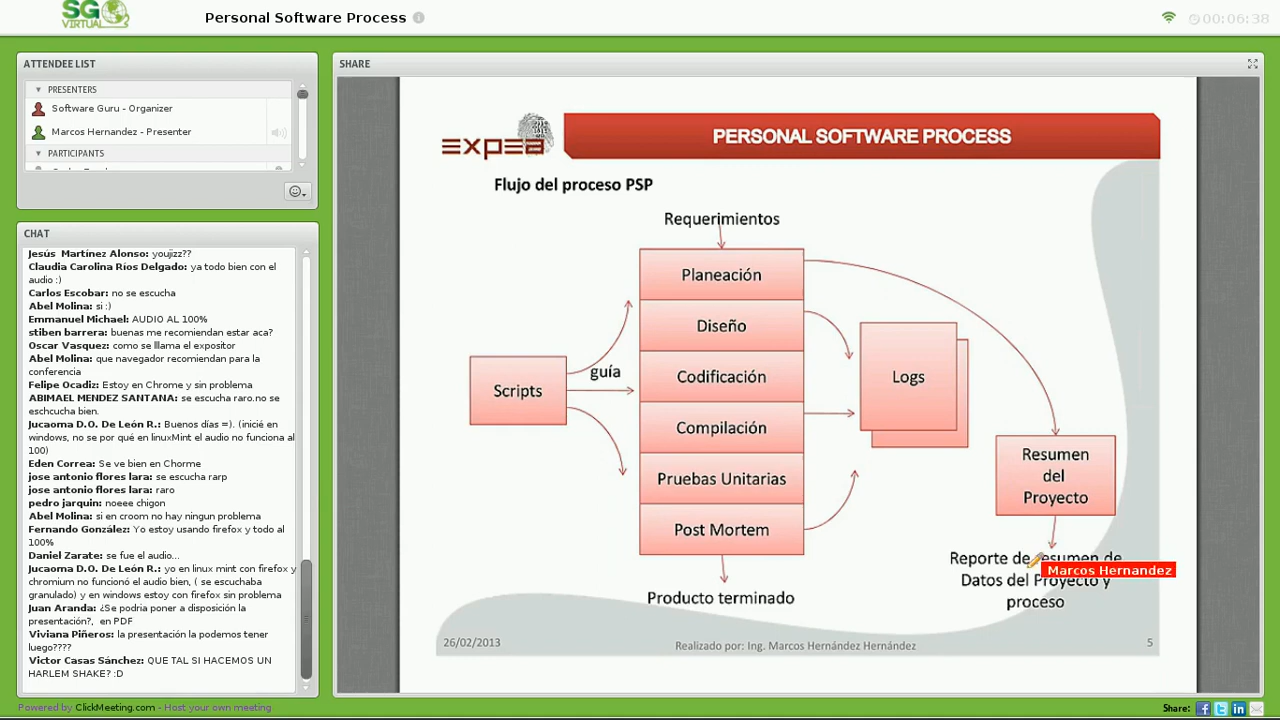 SG
VIRTUAL
Personal Software Process
00:06:38
ATTENDEE LIST
PRESENTERS
Software Guru - Organizer
Marcos Hernandez - Presenter
PARTICIPANTS
CHAT
Jesús Martínez Alonso: youjizz??
Claudia Carolina Ríos Delgado: ya todo bien con el
audio :)
Carlos Escobar: no se escucha
Abel Molina: si :)
Emmanuel Michael: AUDIO AL 100%
stiben barrera: buenas me recomiendan estar aca?
Oscar Vasquez: como se llama el expositor
Abel Molina: que navegador recomiendan para la
conferencia
Felipe Ocadiz: Estoy en Chrome y sin problema
ABIMAEL MENDEZ SANTANA: se escucha raro.no se
eschcucha bien.
Jucaoma D.O. De León R.: Buenos días =). (inicié en
windows, no se por qué en linuxMint el audio no funciona al
100)
Eden Correa: Se ve bien en Chorme
jose antonio flores lara: se escucha rarp
jose antonio flores lara: raro
pedro jarquin: noeee chigon
Abel Molina: si en croom no hay ningun problema
Fernando González: Yo estoy usando firefox y todo al
100%
Daniel Zarate: se fue el audio...
Jucaoma D.O. De León R.: yo en linux mint con firefox y
chromium no funcionó el audio bien, ( se escuchaba
granulado) y en windows estoy con firefox sin problema
Juan Aranda: ¿Se podria poner a disposición la
presentación?, en PDF
Viviana Piñeros: la presentación la podemos tener
luego????
Victor Casas Sánchez: QUE TAL SI HACEMOS UN
HARLEM SHAKE? :D
Powered by ClickMeeting.com - Host your own meeting
SHARE
expea
PERSONAL SOFTWARE PROCESS
Flujo del proceso PSP
Requerimientos
Planeación
Diseño
Codificación
Compilación
Pruebas Unitarias
Post Mortem
Producto terminado
Scripts
guía
Logs
Resumen
del
Proyecto
Reporte de resumen de
Datos del Proyecto y
proceso
Marcos Hernandez
26/02/2013
Realizado por: Ing. Marcos Hernández Hernández
5
Share: